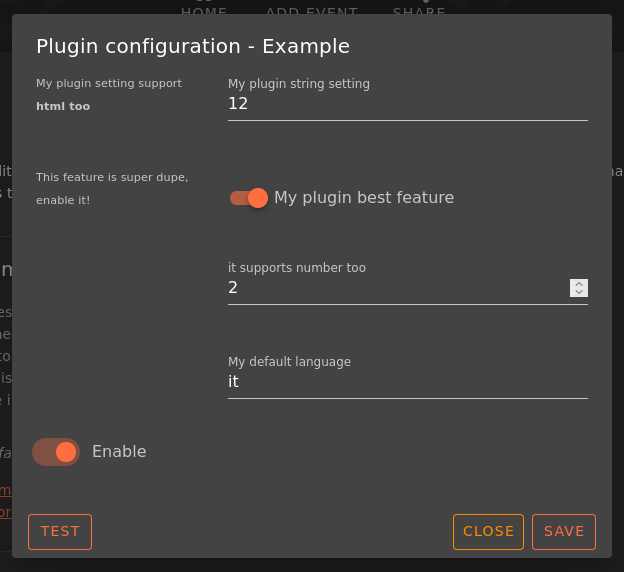 HOME ADD EVENT SHARE
Plugin configuration - Example
My plugin setting support
html too
My plugin string setting
12
This feature is super dupe,
enable it!
My plugin best feature
it supports number too
2
My default language
it
Enable
TEST CLOSE SAVE